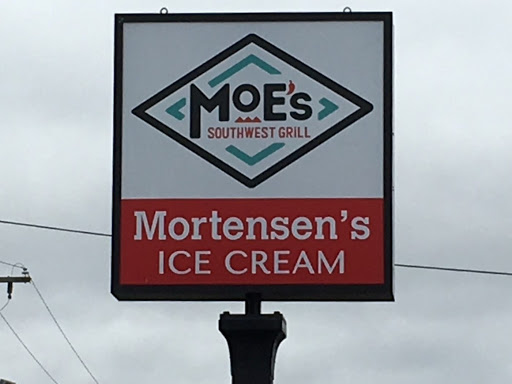 MOE's
SOUTHWEST GRILL
Mortensen's
ICE CREAM